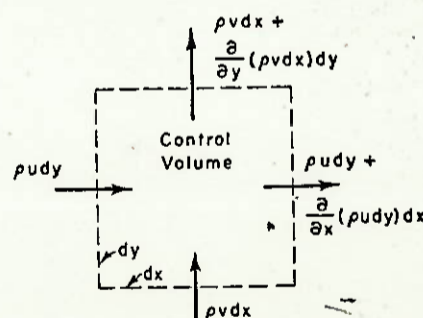 ρvdx +
∂/∂y (ρvdx)dy
Control
Volume
ρudy
ρudy +
∂/∂x (ρudy)dx
dy
dx
ρvdx